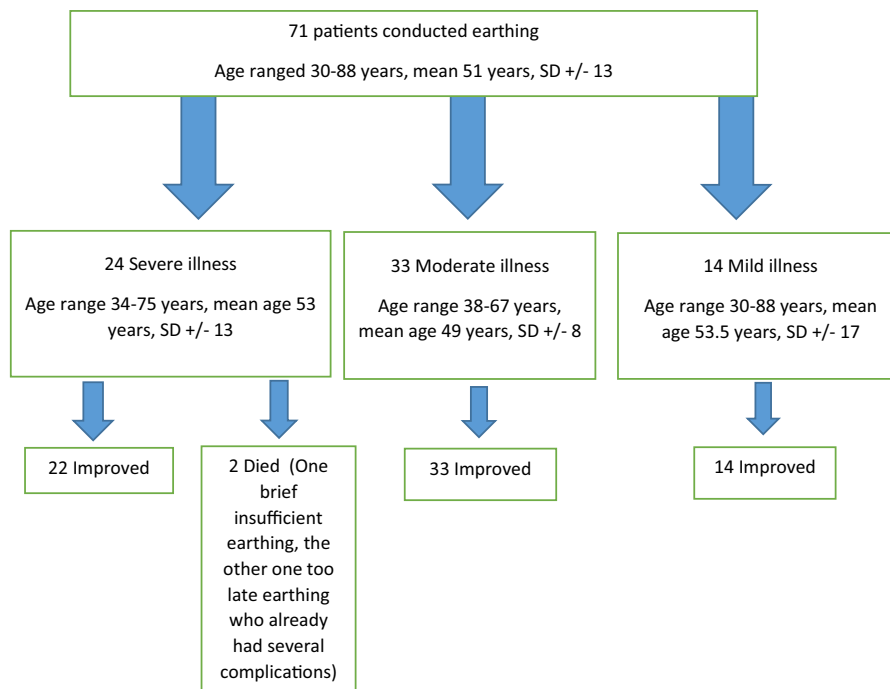 71 patients conducted earthing
Age ranged 30-88 years, mean 51 years, SD +/- 13
24 Severe illness
Age range 34-75 years, mean age 53
years, SD +/- 13
33 Moderate illness
Age range 38-67 years,
mean age 49 years, SD +/- 8
14 Mild illness
Age range 30-88 years, mean
age 53.5 years, SD +/- 17
22 Improved
2 Died (One
brief
insufficient
earthing, the
other one too
late earthing
who already
had several
complications)
33 Improved
14 Improved